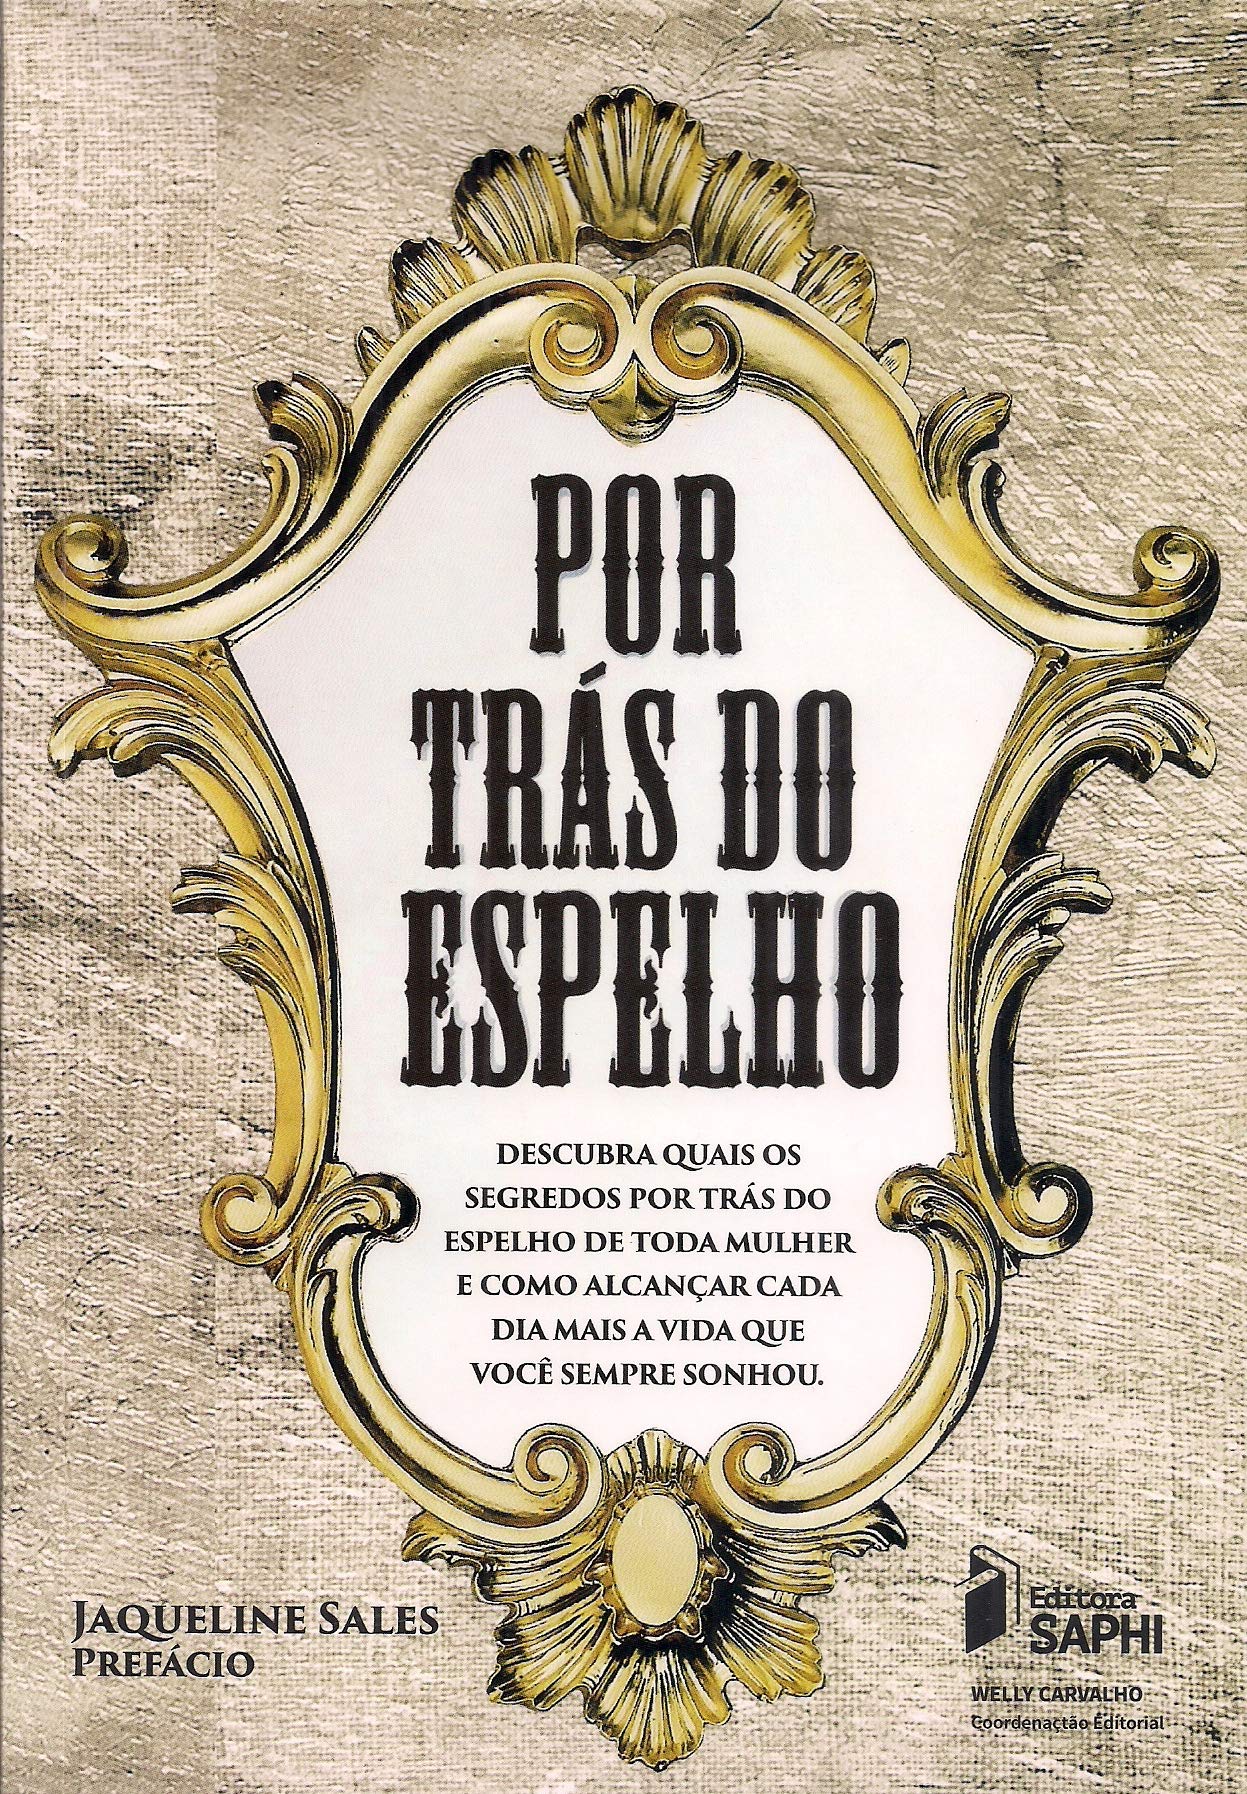 POR
TRÁS DO
ESPELHO
DESCUBRA QUAIS OS
SEGREDOS POR TRÁS DO
ESPELHO DE TODA MULHER
E COMO ALCANÇAR CADA
DIA MAIS A VIDA QUE
VOCÊ SEMPRE SONHOU.
JAQUELINE SALES
PREFÁCIO
Editora
SAPHI
WELLY CARVALHO
Coordenaçtão Editorial